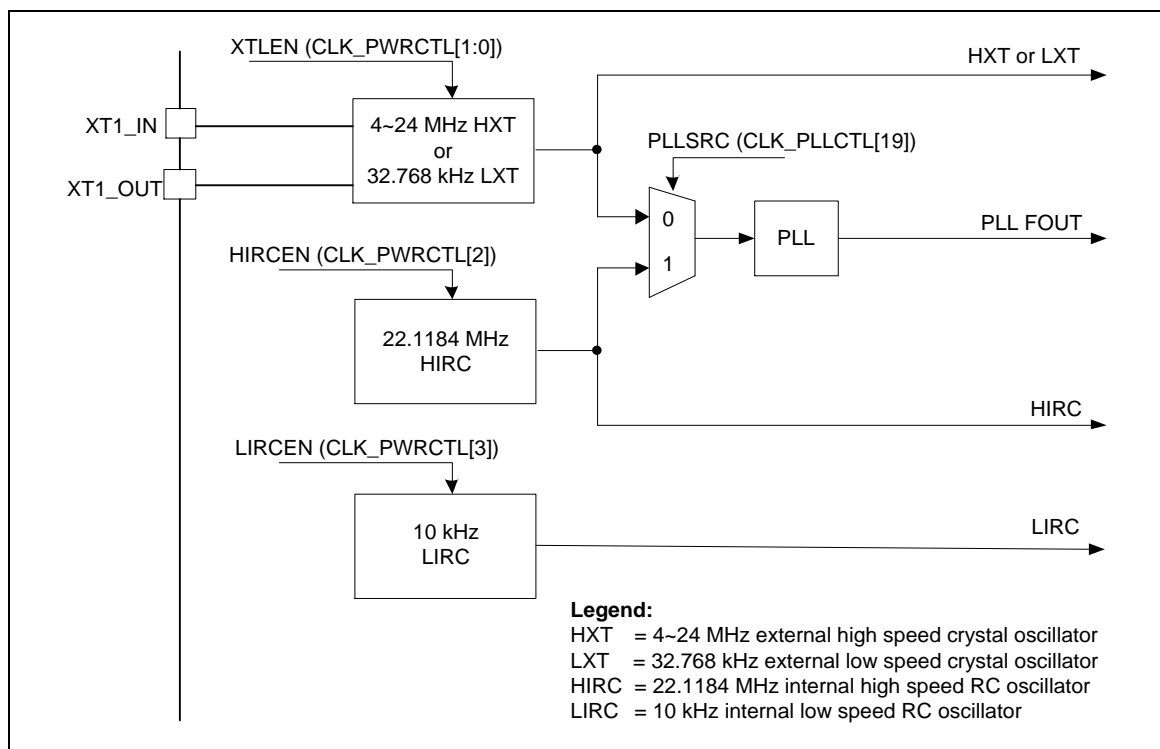 XTLEN (CLK_PWRCTL[1:0])
HXT or LXT
XT1_IN
4~24 MHz HXT
or
32.768 kHz LXT
PLLSRC (CLK_PLLCTL[19])
XT1_OUT
0
1
PLL
PLL FOUT
HIRCEN (CLK_PWRCTL[2])
22.1184 MHz
HIRC
HIRC
LIRCEN (CLK_PWRCTL[3])
10 kHz
LIRC
LIRC
Legend:
HXT = 4~24 MHz external high speed crystal oscillator
LXT = 32.768 kHz external low speed crystal oscillator
HIRC = 22.1184 MHz internal high speed RC oscillator
LIRC = 10 kHz internal low speed RC oscillator